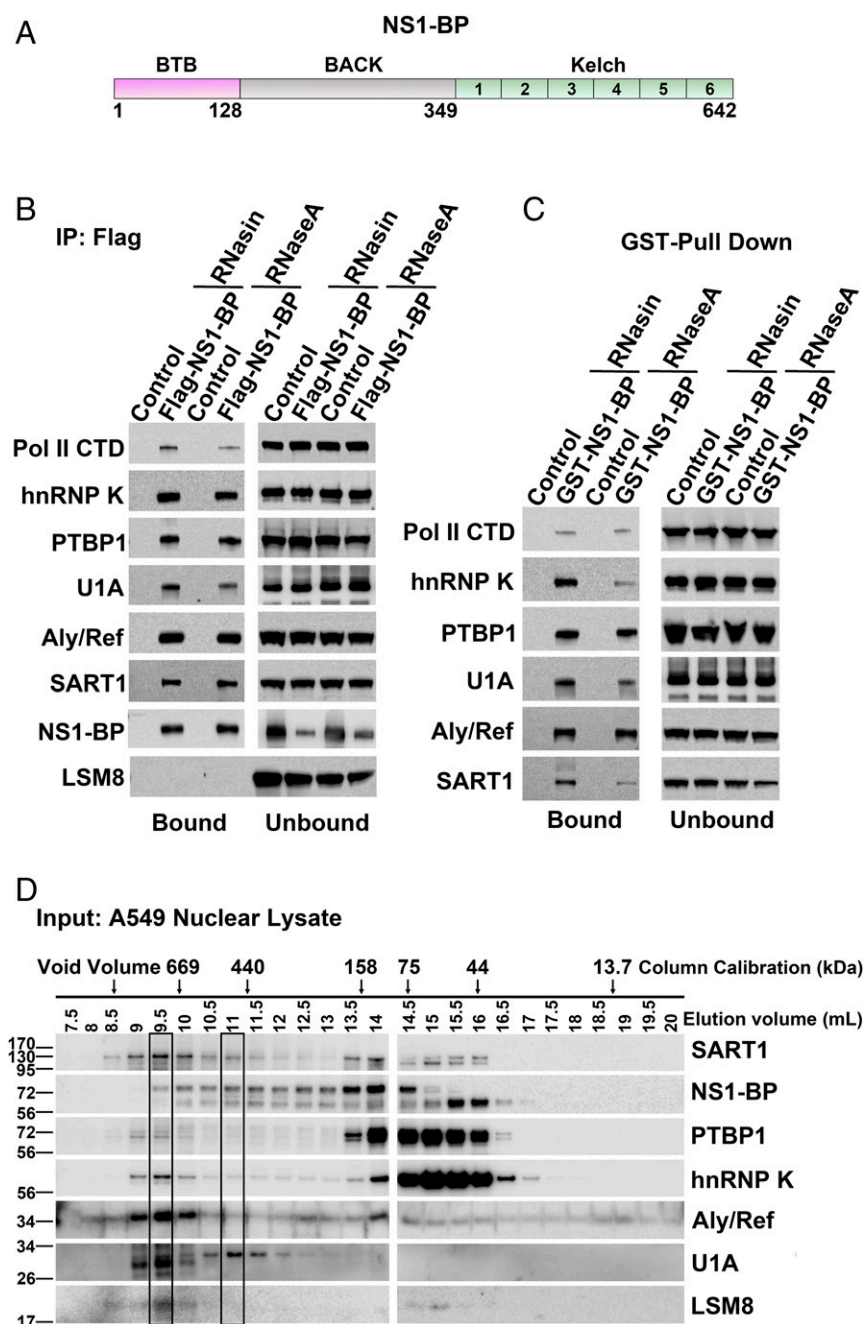 A
NS1-BP
BTB BACK Kelch
1 2 3 4 5 6
1 128 349 642
B
IP: Flag
RNasin RNaseA RNasin RNaseA
Control Flag-NS1-BP Control Flag-NS1-BP Control Flag-NS1-BP Control Flag-NS1-BP
Pol II CTD
hnRNP K
PTBP1
U1A
Aly/Ref
SART1
NS1-BP
LSM8
Bound Unbound
C
GST-Pull Down
RNasin RNaseA RNasin RNaseA
Control GST-NS1-BP Control GST-NS1-BP Control GST-NS1-BP Control GST-NS1-BP
Pol II CTD
hnRNP K
PTBP1
U1A
Aly/Ref
SART1
Bound Unbound
D
Input: A549 Nuclear Lysate
Void Volume 669 440 158 75 44 13.7 Column Calibration (kDa)
7.5 8 8.5 9 9.5 10 10.5 11 11.5 12 12.5 13 13.5 14 14.5 15 15.5 16 16.5 17 17.5 18 18.5 19 19.5 20 Elution volume (mL)
170
130
95
SART1
72
56
NS1-BP
72
56
PTBP1
56
hnRNP K
34
Aly/Ref
34
26
U1A
17
LSM8